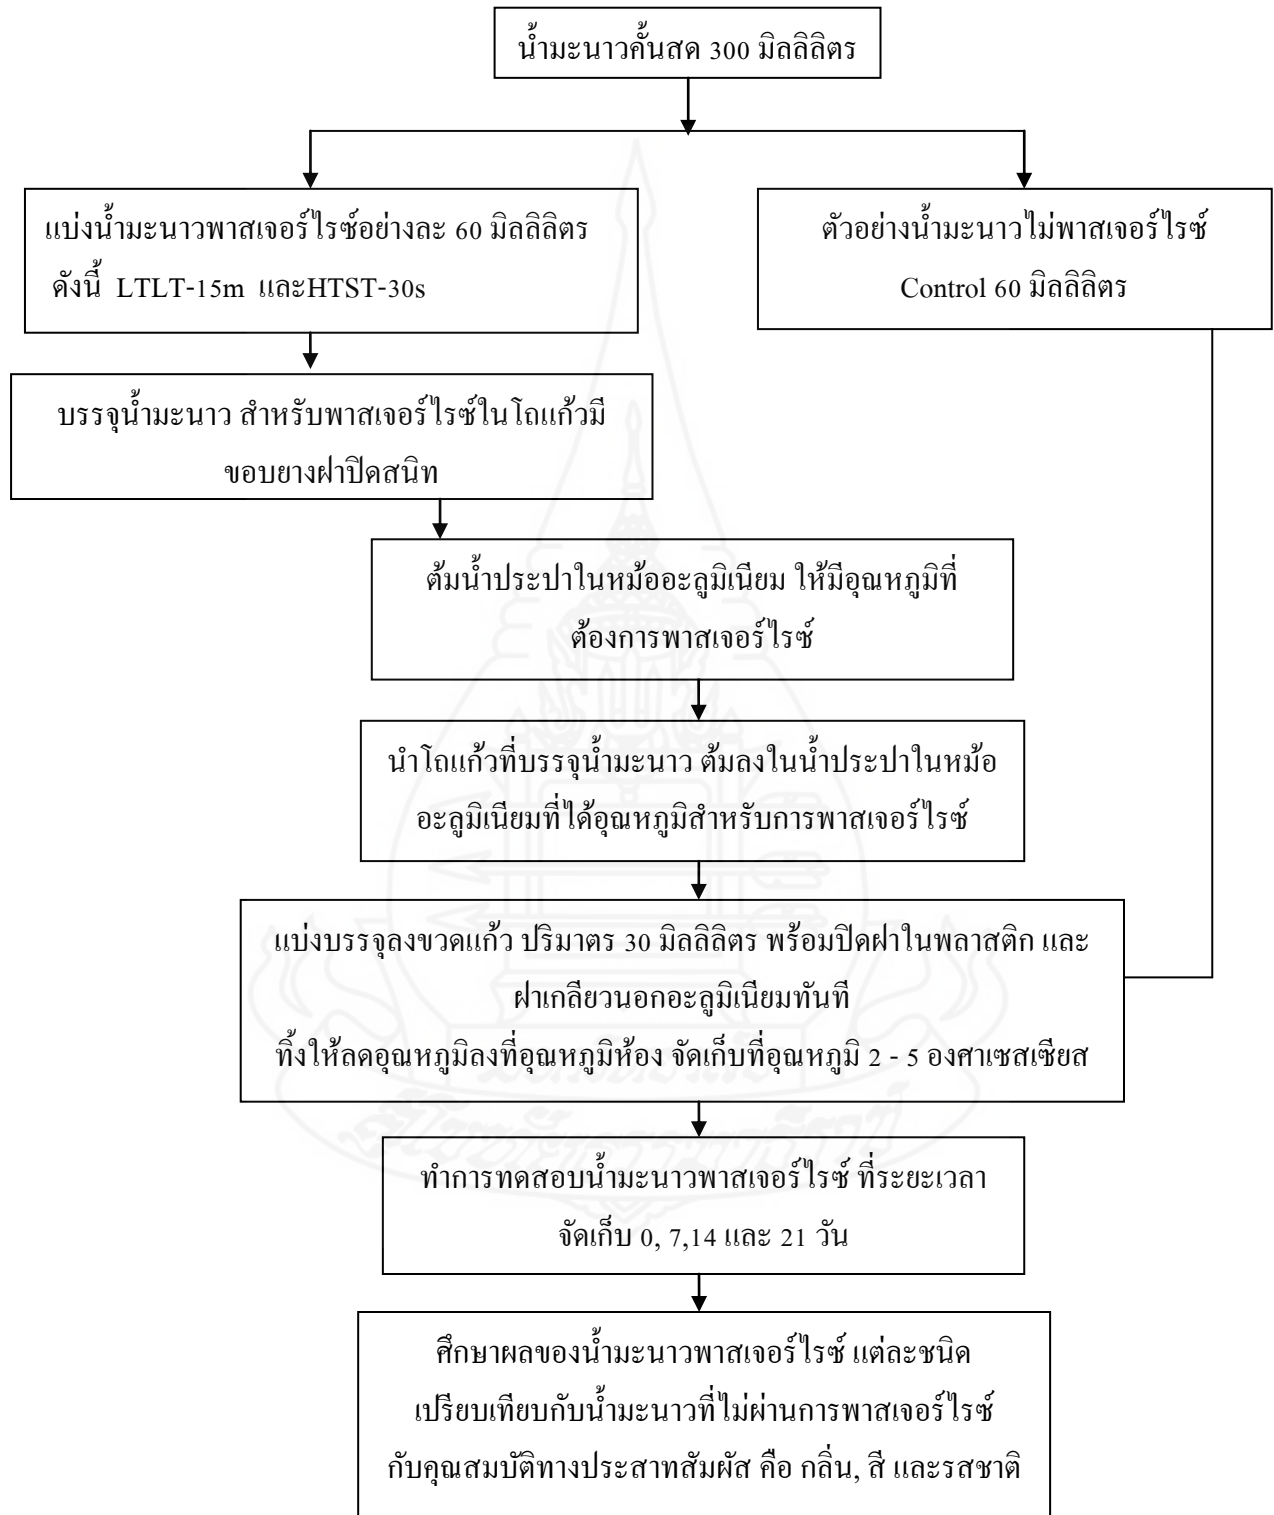 น้ำมะนาวคั้นสด 300 มิลลิลิตร
แบ่งน้ำมะนาวพาสเจอร์ไรซ์อย่างละ 60 มิลลิลิตร
ดังนี้ LTLT-15m และHTST-30s
ตัวอย่างน้ำมะนาวไม่พาสเจอร์ไรซ์
Control 60 มิลลิลิตร
บรรจุน้ำมะนาว สำหรับพาสเจอร์ไรซ์ในโถแก้วมี
ขอบยางฝาปิดสนิท
ต้มน้ำประปาในหม้ออะลูมิเนียม ให้มีอุณหภูมิที่
ต้องการพาสเจอร์ไรซ์
นำโถแก้วที่บรรจุน้ำมะนาว ต้มลงในน้ำประปาในหม้อ
อะลูมิเนียมที่ได้อุณหภูมิสำหรับการพาสเจอร์ไรซ์
แบ่งบรรจุลงขวดแก้ว ปริมาตร 30 มิลลิลิตร พร้อมปิดฝาในพลาสติก และ
ฝาเกลียวนอกอะลูมิเนียมทันที
ทิ้งให้ลดอุณหภูมิลงที่อุณหภูมิห้อง จัดเก็บที่อุณหภูมิ 2 - 5 องศาเซสเซียส
ทำการทดสอบน้ำมะนาวพาสเจอร์ไรซ์ ที่ระยะเวลา
จัดเก็บ 0, 7,14 และ 21 วัน
ศึกษาผลของน้ำมะนาวพาสเจอร์ไรซ์ แต่ละชนิด
เปรียบเทียบกับน้ำมะนาวที่ไม่ผ่านการพาสเจอร์ไรซ์
กับคุณสมบัติทางประสาทสัมผัส คือ กลิ่น, สี และรสชาติ